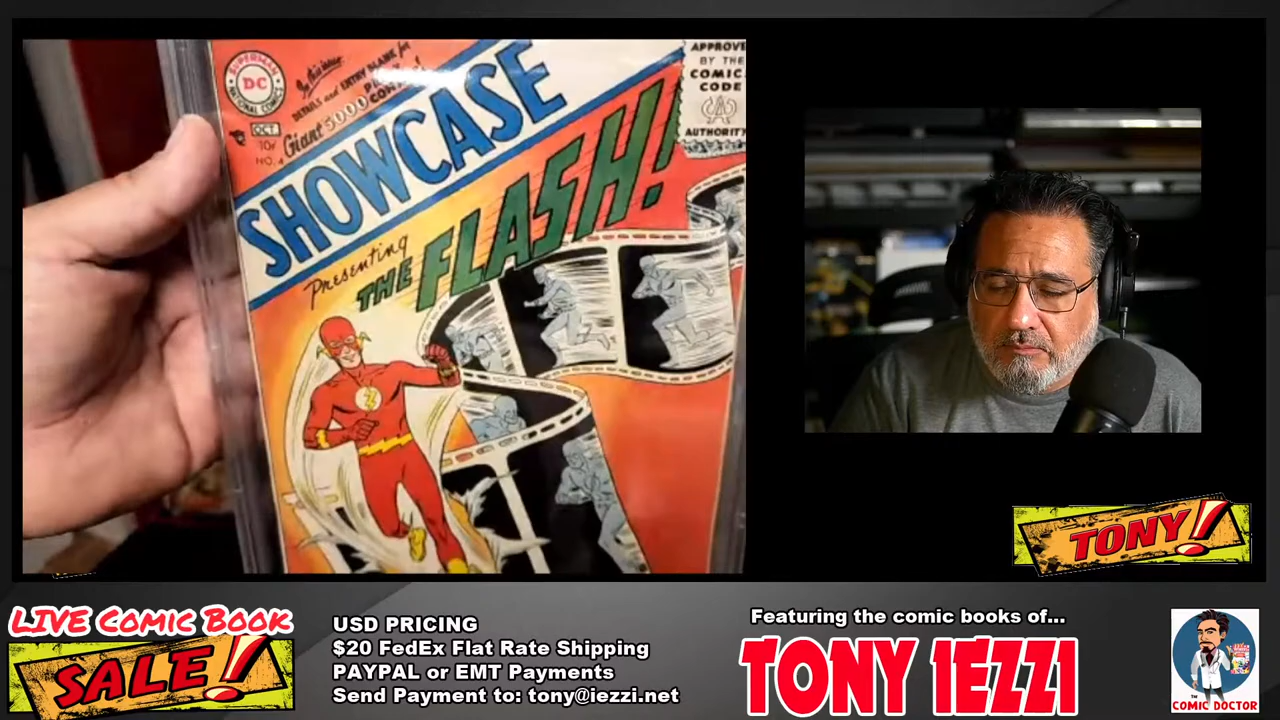 SUPERMAN
DC
NATIONAL COMICS
In this issue
DETAILS and ENTRY BLANK for
Giant 5000
OCT.
10¢
NO. 4
SHOWCASE
APPROVE
BY THE
COMIC
CODE
AUTHORITY
Presenting
THE FLASH!
TONY!
LIVE COMIC BOOK
SALE!
USD PRICING
$20 FedEx Flat Rate Shipping
PAYPAL or EMT Payments
Send Payment to: tony@iezzi.net
Featuring the comic books of...
TONY IEZZI
THE
COMIC DOCTOR